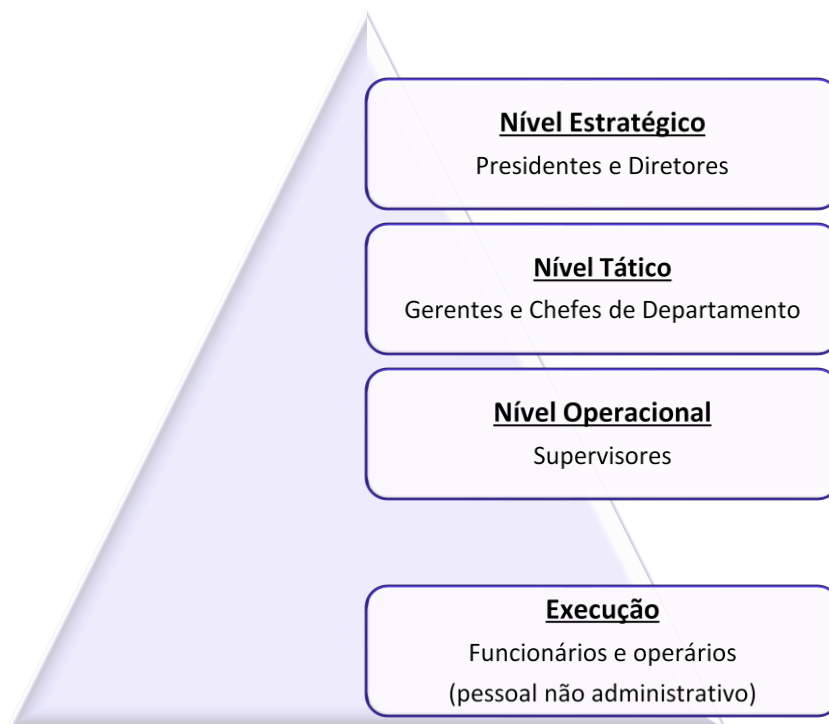 Nível Estratégico
Presidentes e Diretores
Nível Tático
Gerentes e Chefes de Departamento
Nível Operacional
Supervisores
Execução
Funcionários e operários
(pessoal não administrativo)